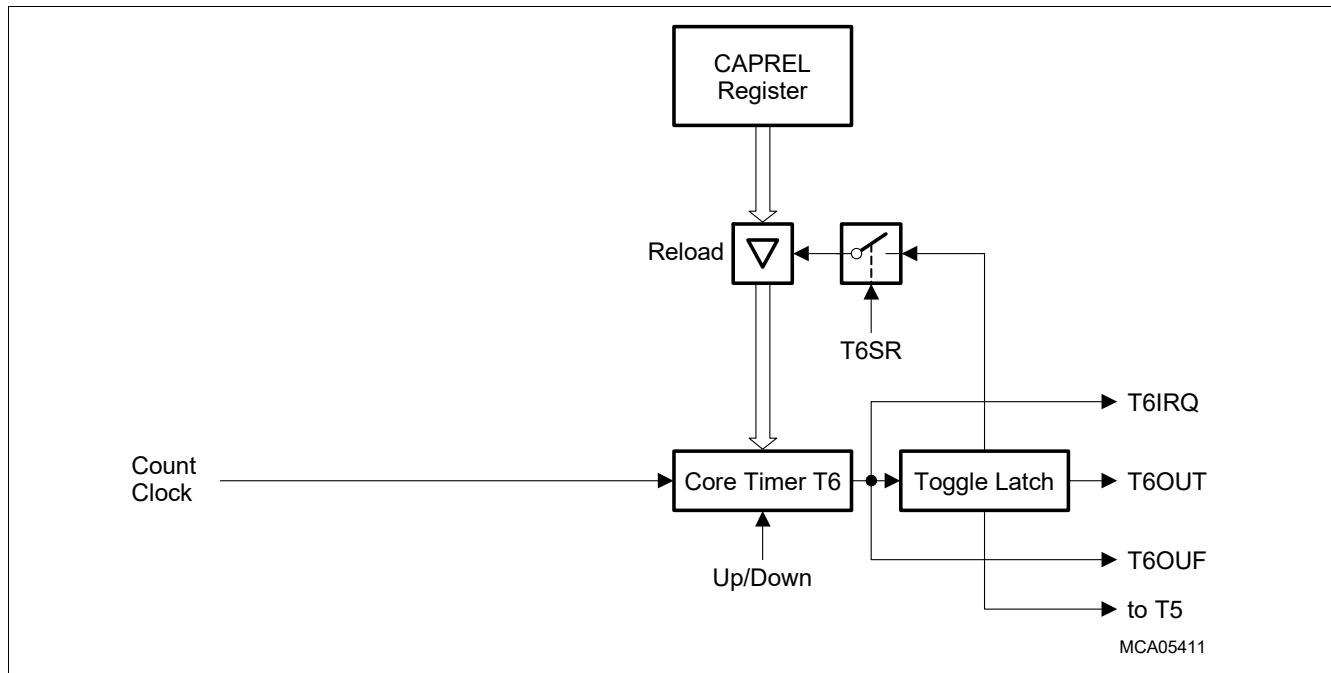 CAPREL
Register
Reload
T6SR
T6IRQ
Count
Clock
Core Timer T6
Toggle Latch
T6OUT
Up/Down
T6OUF
to T5
MCA05411